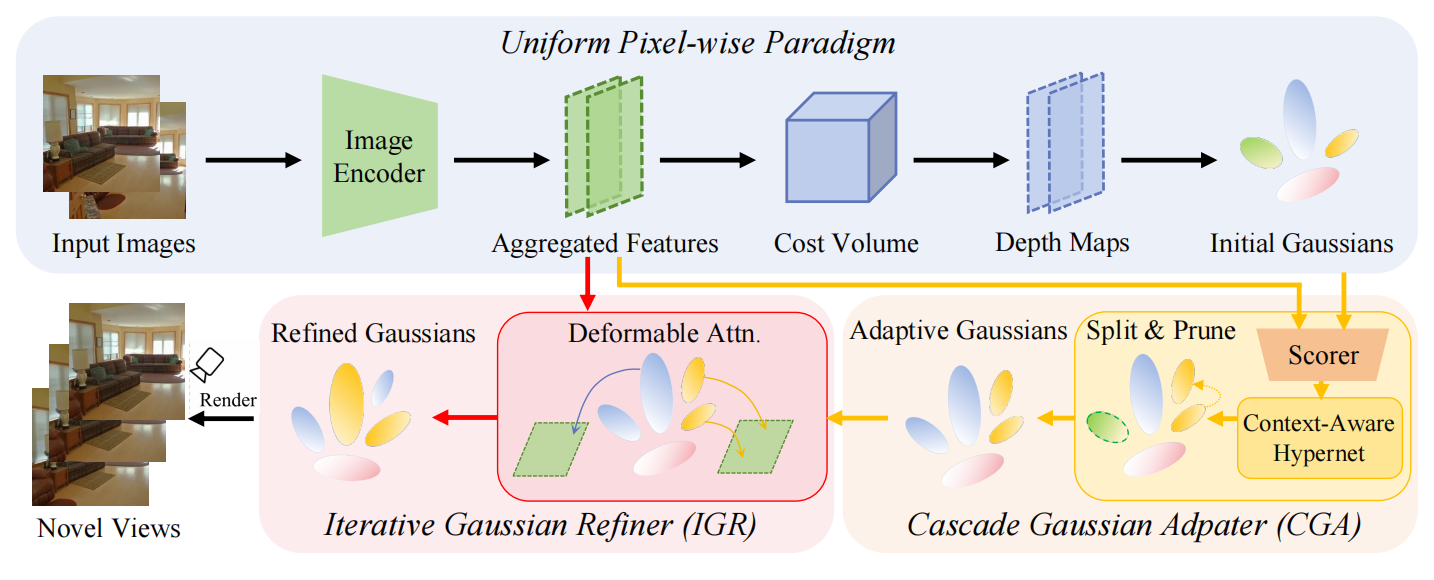 Uniform Pixel-wise Paradigm
Image
Encoder
Input Images
Aggregated Features
Cost Volume
Depth Maps
Initial Gaussians
Refined Gaussians
Deformable Attn.
Adaptive Gaussians
Split & Prune
Scorer
Render
Context-Aware
Hypernet
Novel Views
Iterative Gaussian Refiner (IGR)
Cascade Gaussian Adpater (CGA)